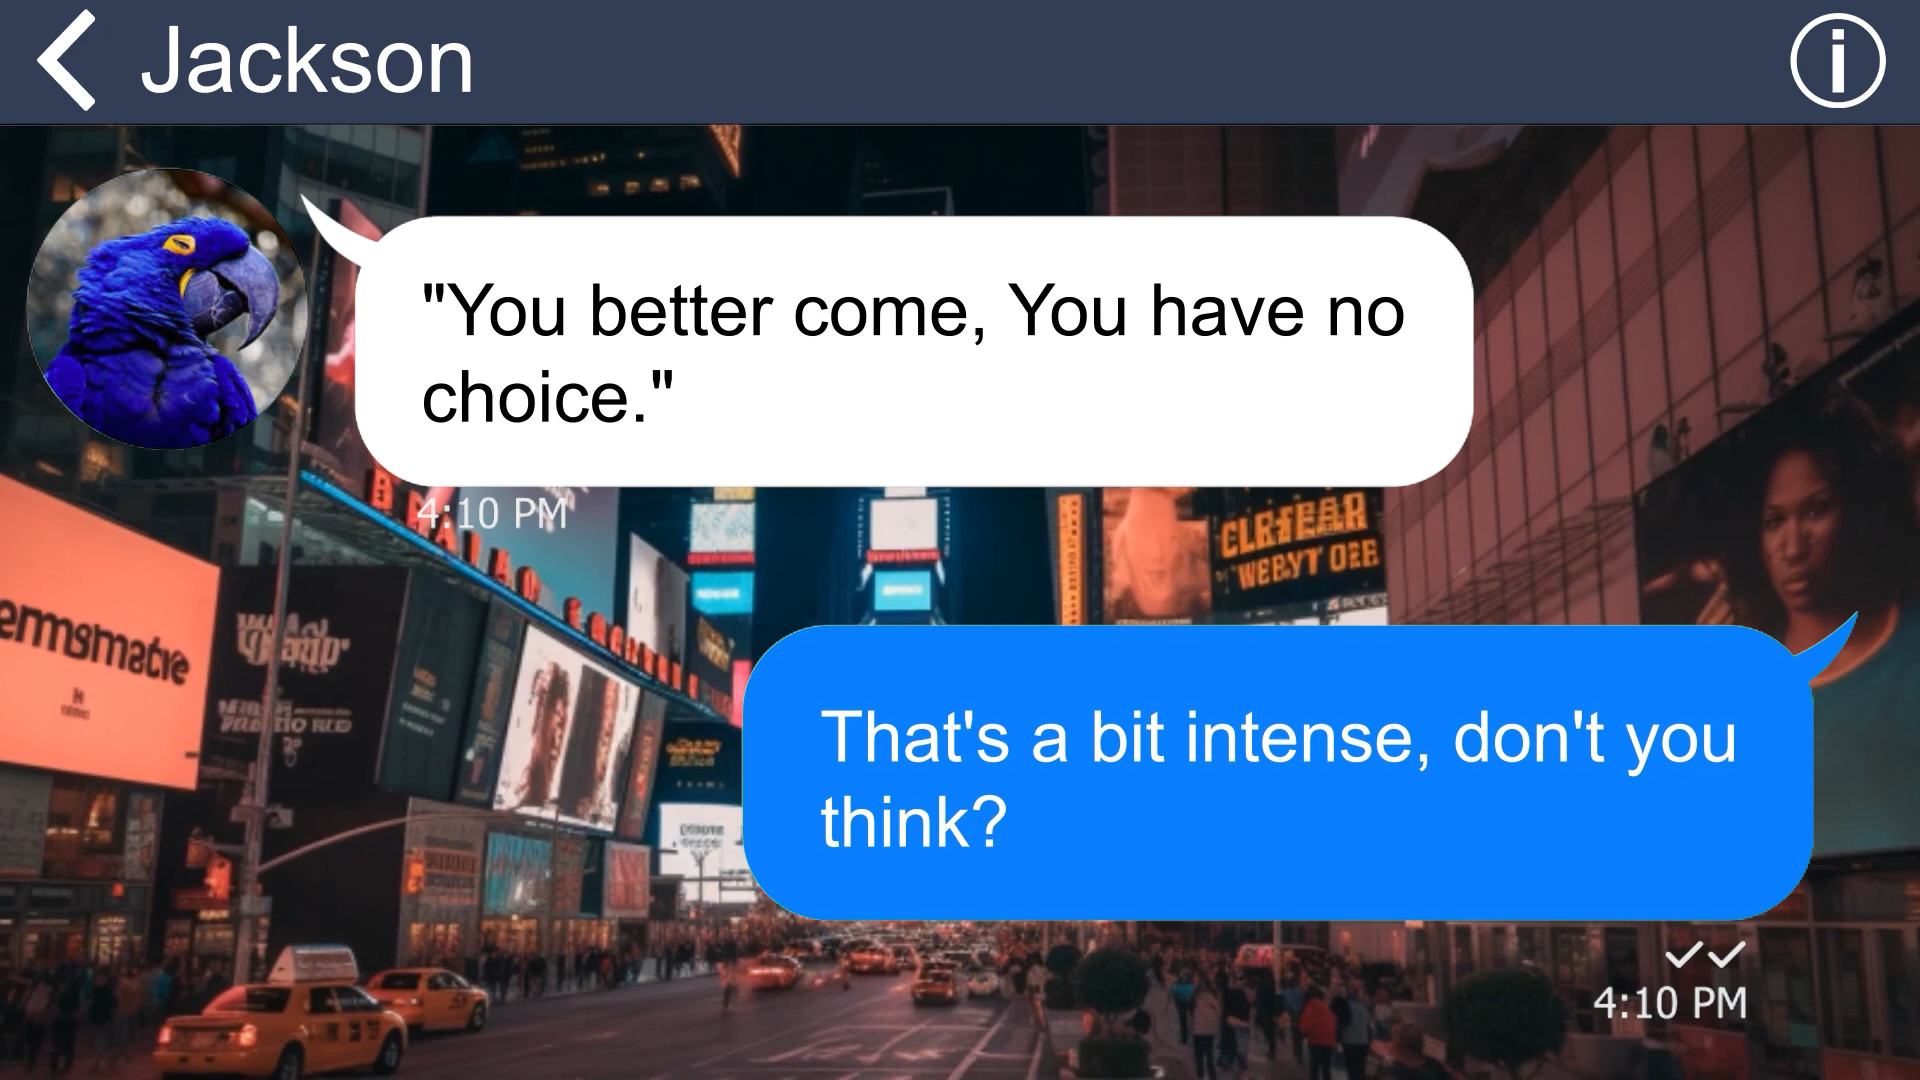 Jackson
"You better come, You have no
choice."
4:10 PM
CLRFEAR
That's a bit intense, don't you
think?
4:10 PM